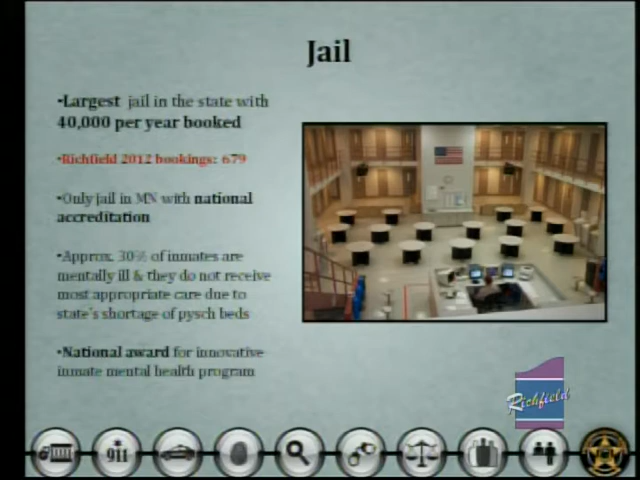 Jail
•Largest jail in the state with
40,000 per year booked
•Richfield 2012 bookings: 679
•Only jail in MN with national
accreditation
•Approx. 30% of inmates are
mentally ill & they do not receive
most appropriate care due to
state's shortage of pysch beds
•National award for innovative
inmate mental health program
Richfield
911